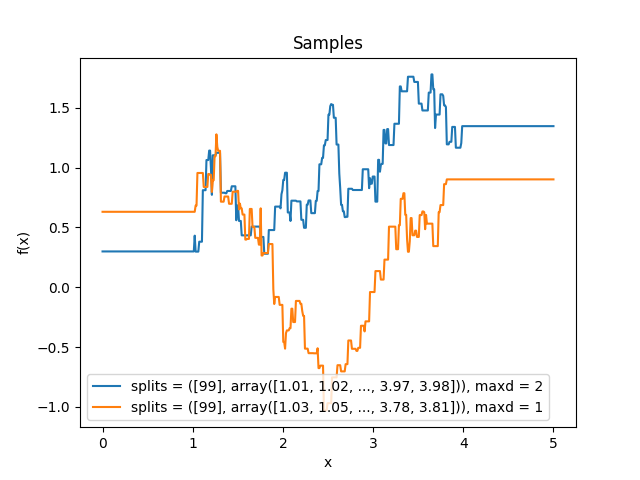 Samples
f(x)
1.5
1.0
0.5
0.0
−0.5
−1.0
splits = ([99], array([1.01, 1.02, ..., 3.97, 3.98])), maxd = 2
splits = ([99], array([1.03, 1.05, ..., 3.78, 3.81])), maxd = 1
0 1 2 3 4 5
x